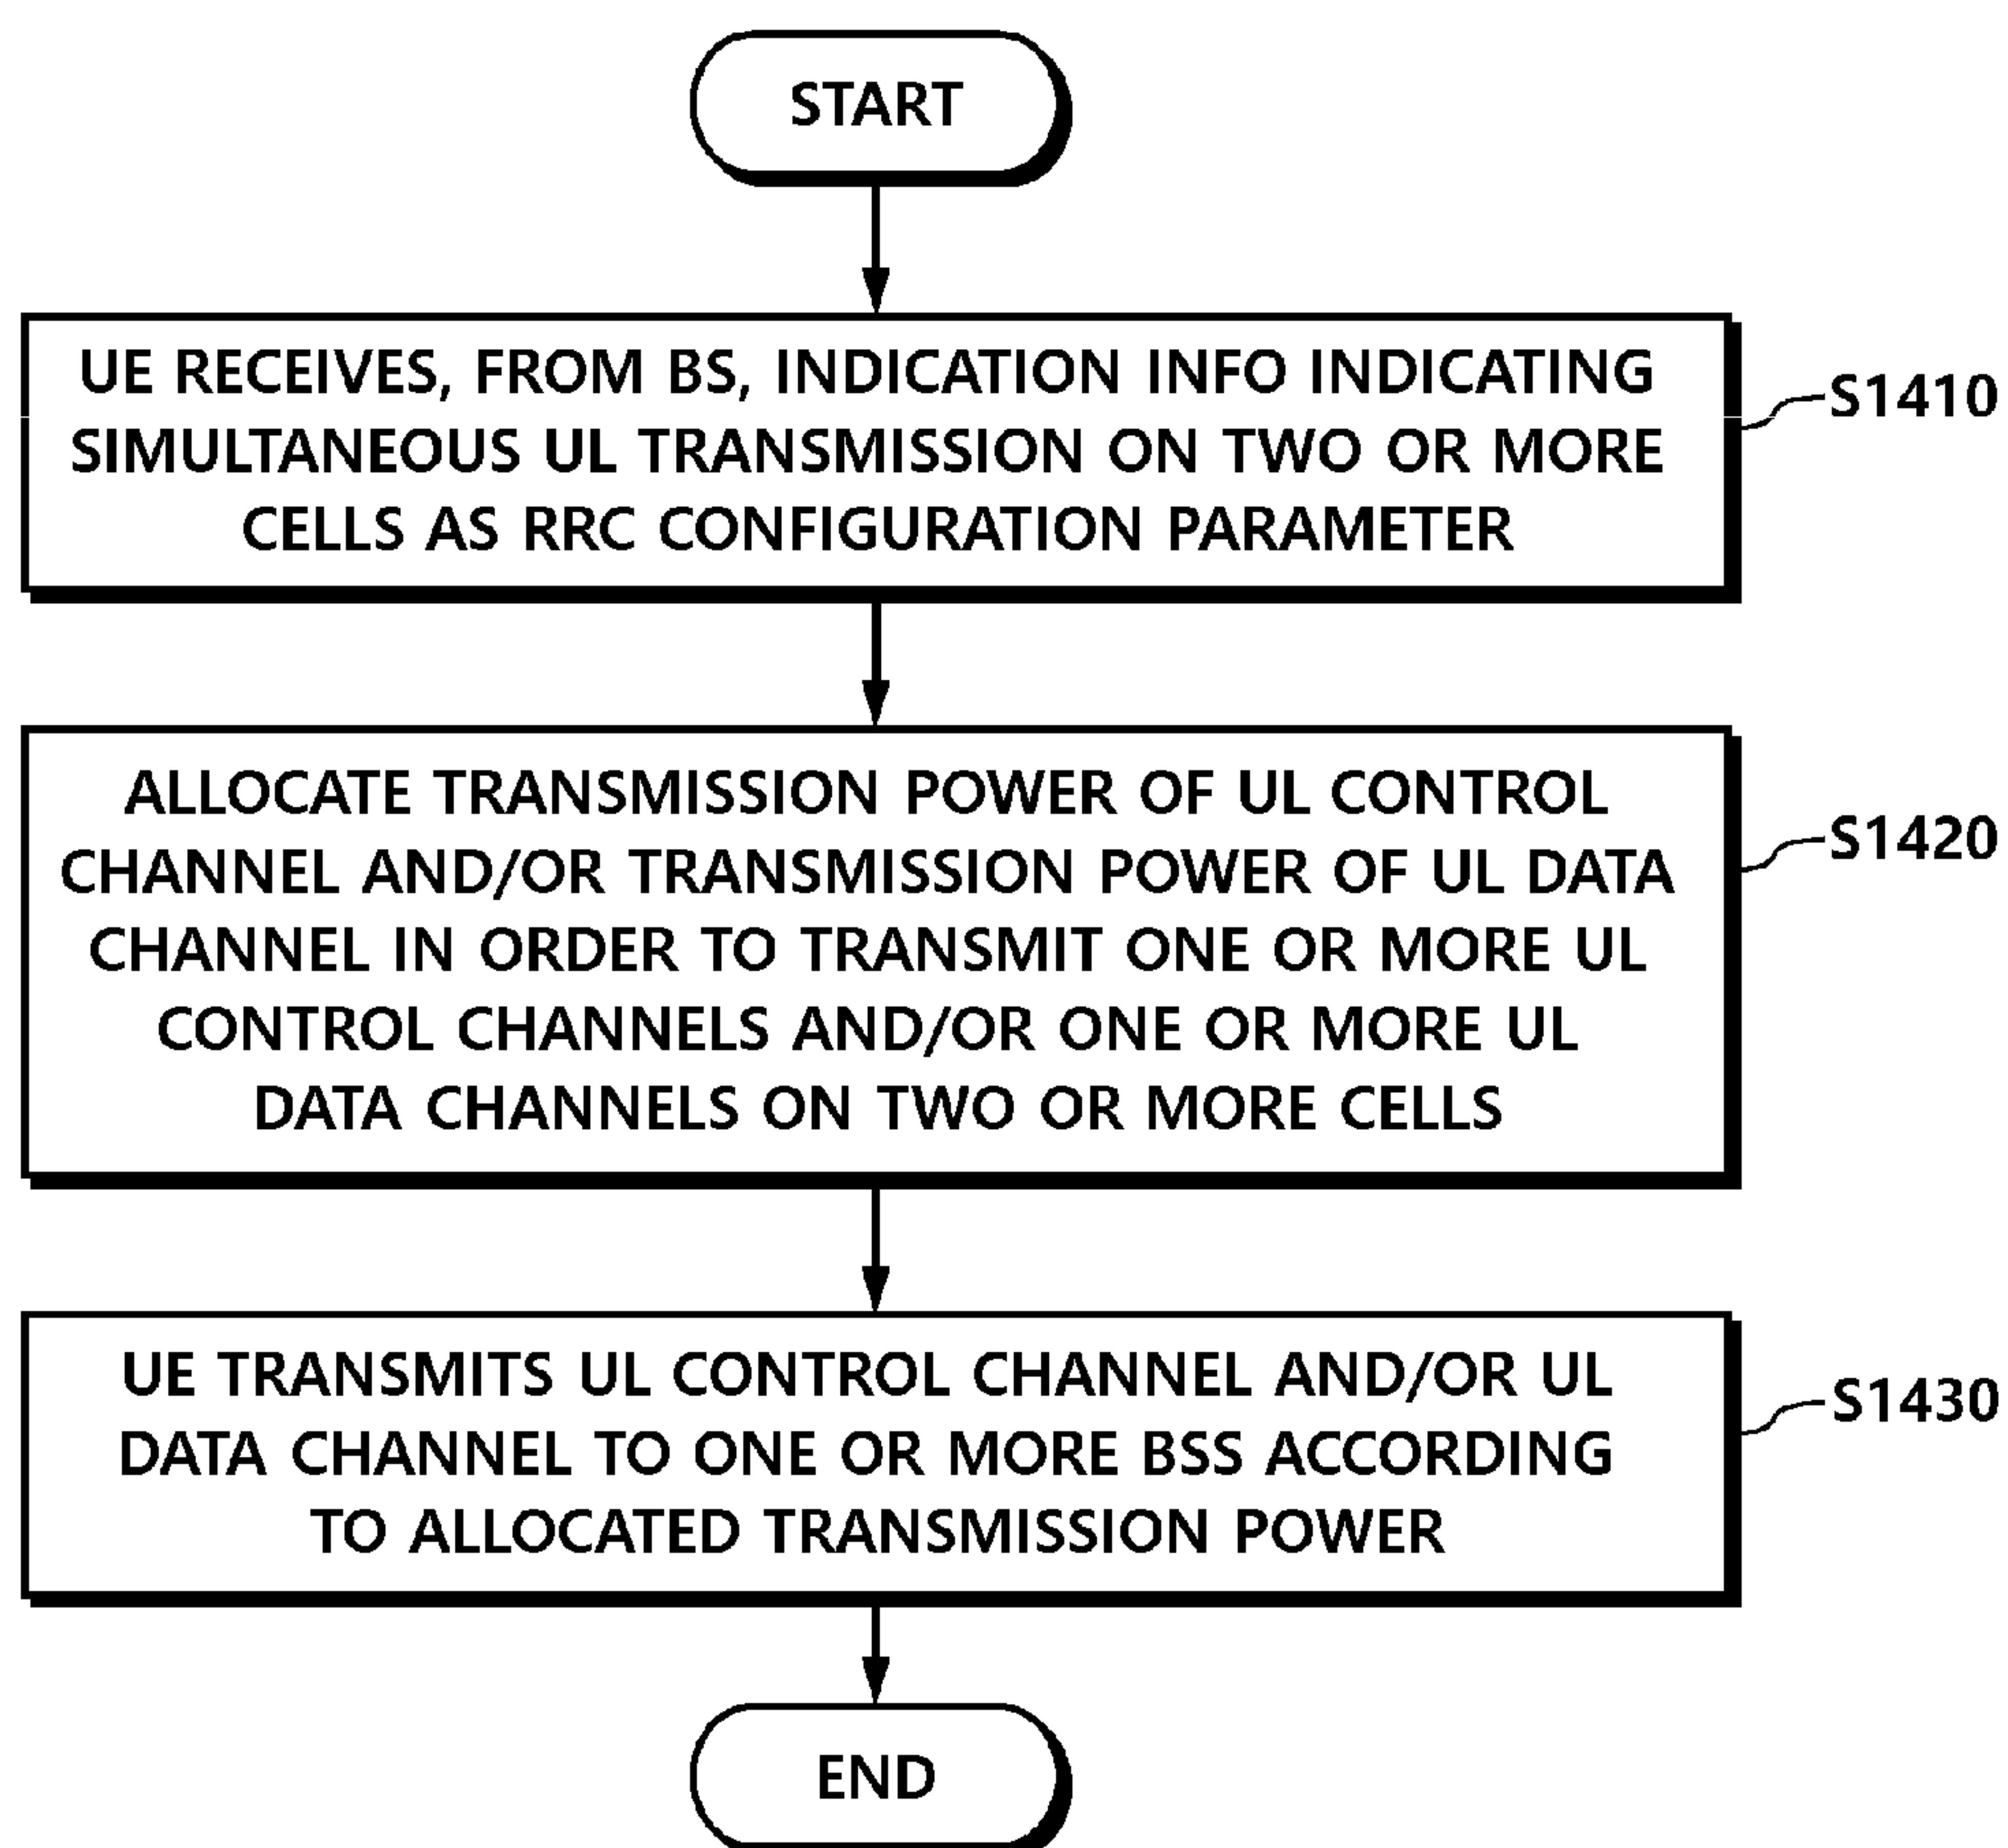 START
UE RECEIVES, FROM BS, INDICATION INFO INDICATING
SIMULTANEOUS UL TRANSMISSION ON TWO OR MORE
CELLS AS RRC CONFIGURATION PARAMETER
S1410
ALLOCATE TRANSMISSION POWER OF UL CONTROL
CHANNEL AND/OR TRANSMISSION POWER OF UL DATA
CHANNEL IN ORDER TO TRANSMIT ONE OR MORE UL
CONTROL CHANNELS AND/OR ONE OR MORE UL
DATA CHANNELS ON TWO OR MORE CELLS
S1420
UE TRANSMITS UL CONTROL CHANNEL AND/OR UL
DATA CHANNEL TO ONE OR MORE BSS ACCORDING
TO ALLOCATED TRANSMISSION POWER
S1430
END